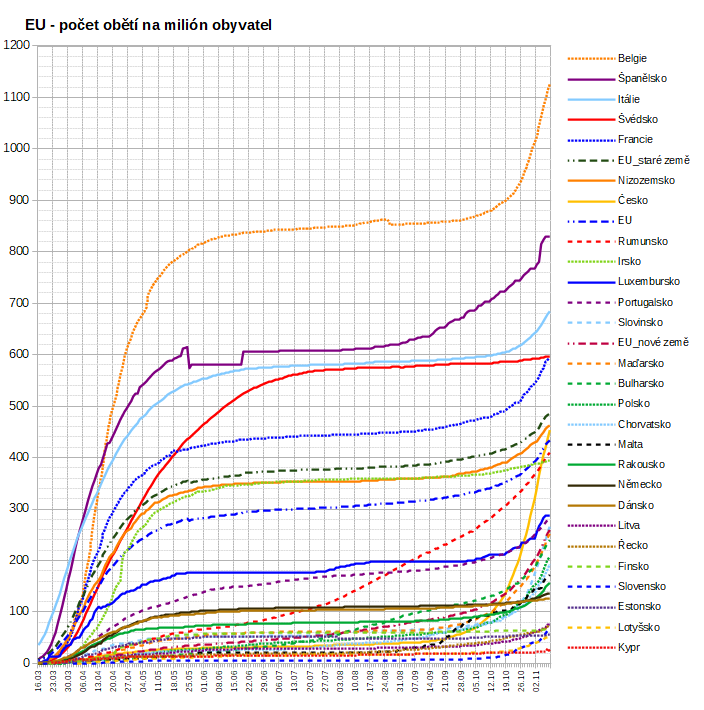 EU - počet obětí na milión obyvatel
1200
1100
1000
900
800
700
600
500
400
300
200
100
0
16.03
23.03
30.03
06.04
13.04
20.04
27.04
04.05
11.05
18.05
25.05
01.06
08.06
15.06
22.06
29.06
06.07
13.07
20.07
27.07
03.08
10.08
17.08
24.08
31.08
07.09
14.09
21.09
28.09
05.10
12.10
19.10
26.10
02.11
Belgie
Španělsko
Itálie
Švédsko
Francie
EU_staré země
Nizozemsko
Česko
EU
Rumunsko
Irsko
Luxembursko
Portugalsko
Slovinsko
EU_nové země
Maďarsko
Bulharsko
Polsko
Chorvatsko
Malta
Rakousko
Německo
Dánsko
Litva
Řecko
Finsko
Slovensko
Estonsko
Lotyšsko
Kypr